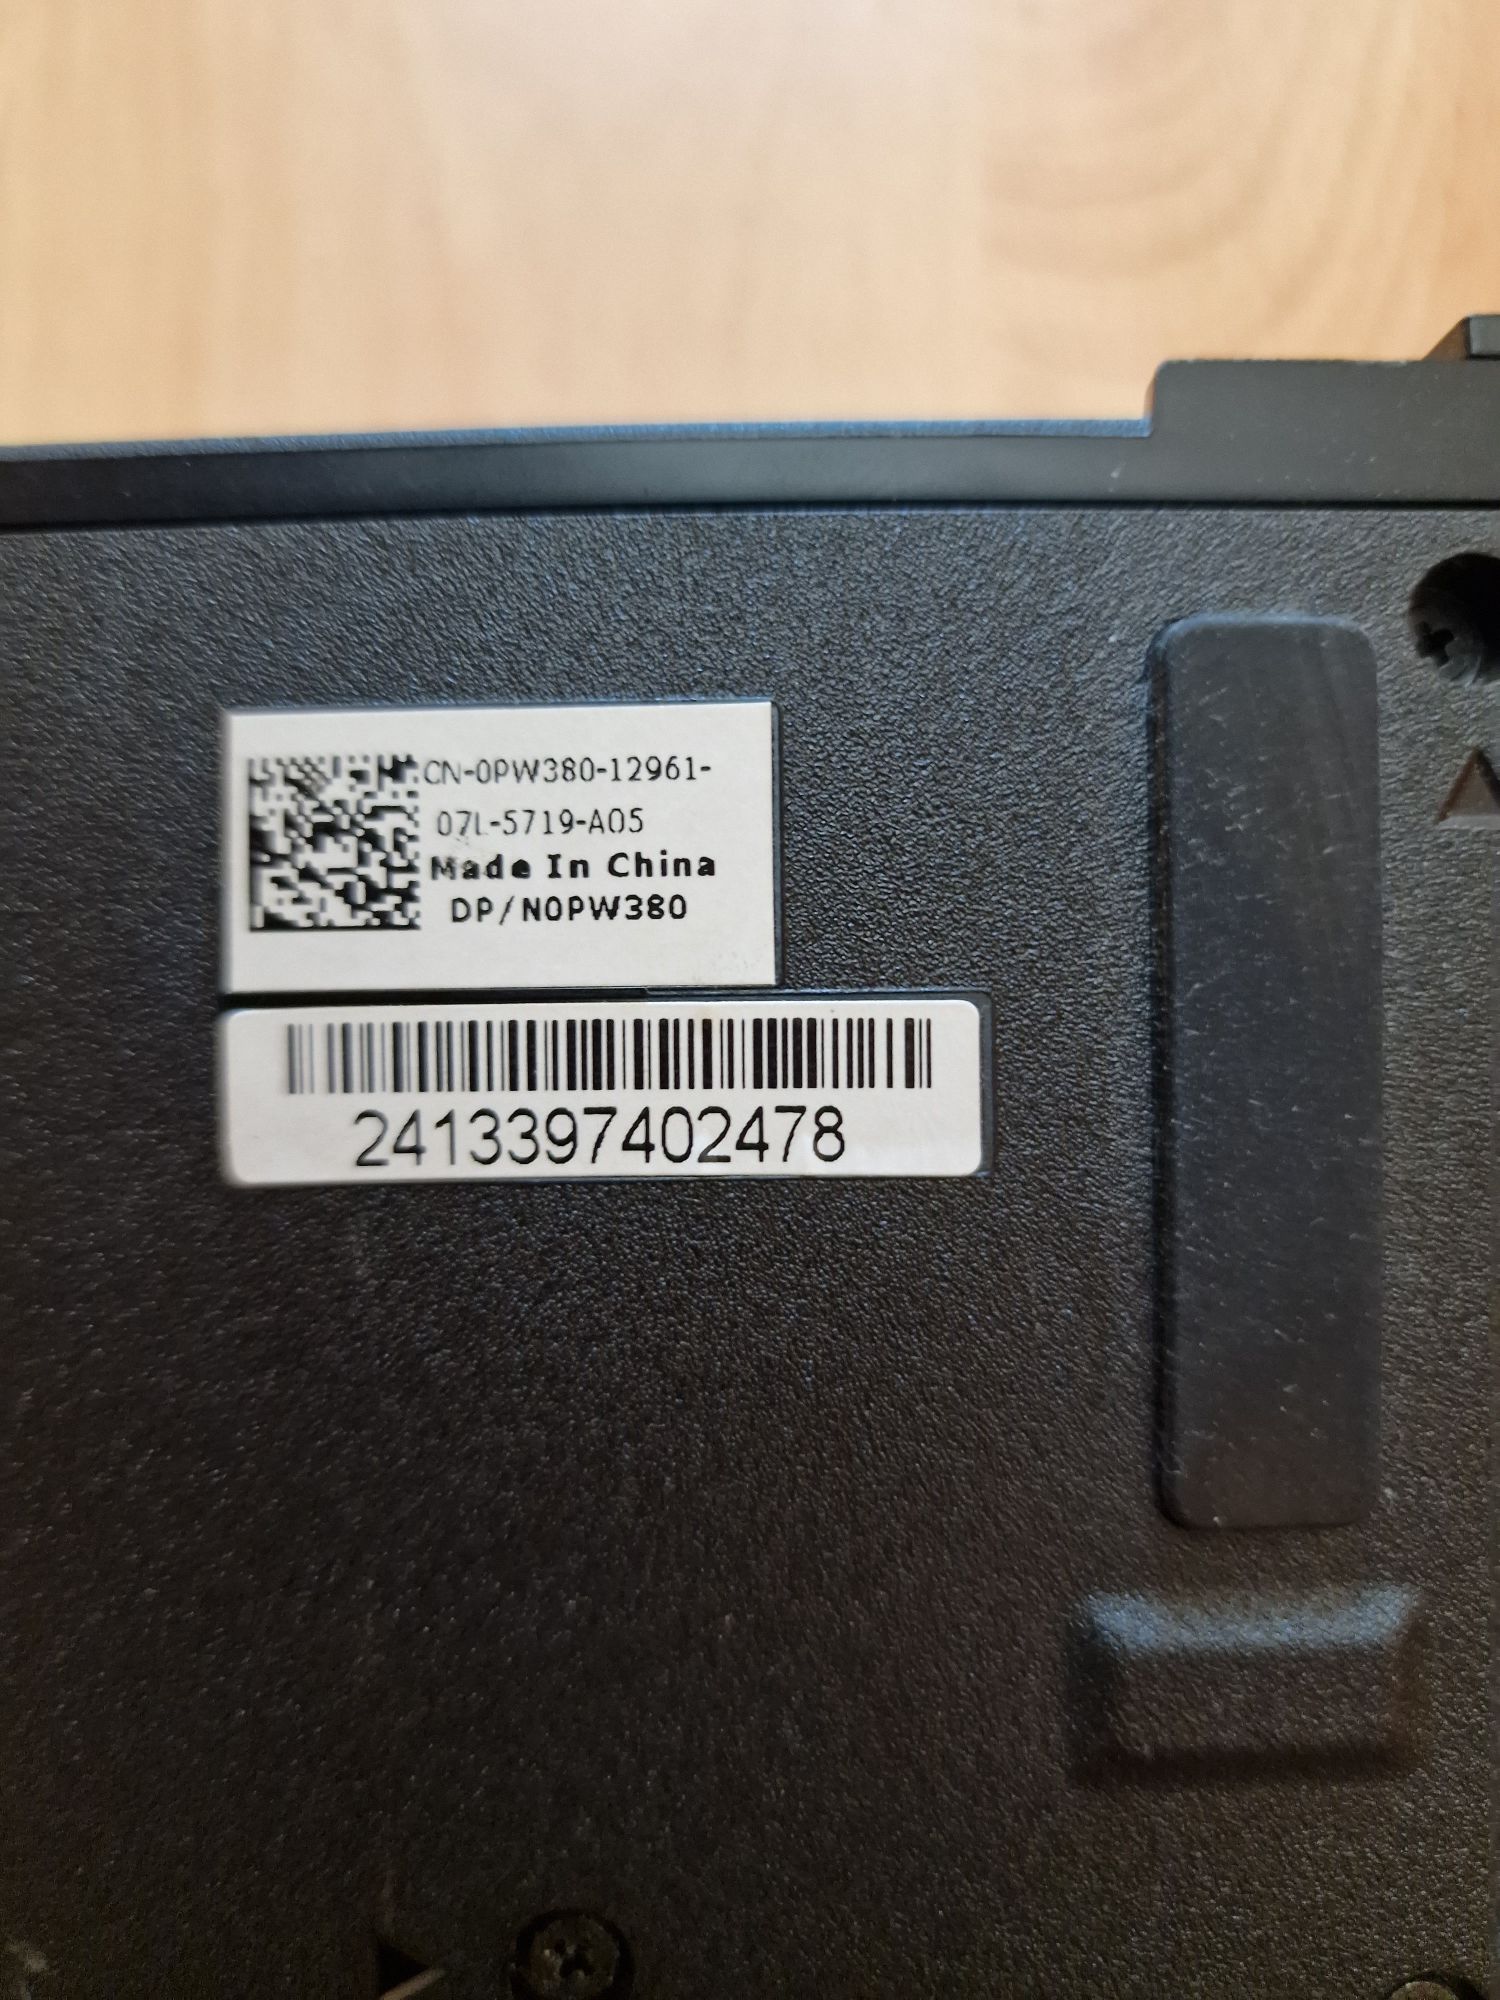 CN-0PW380-12961-
07L-5719-A05
Made In China
DP/N0PW380
2413397402478